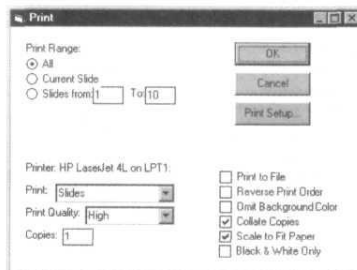 Print
Print Range:
All
Current Slide
Slides from: 1 To: 10
OK
Cancel
Print Setup...
Printer: HP LaserJet 4L on LPT1:
Print: Slides
Print Quality: High
Copies: 1
Print to File
Reverse Print Order
Omit Background Color
Collate Copies
Scale to Fit Paper
Black & White Only